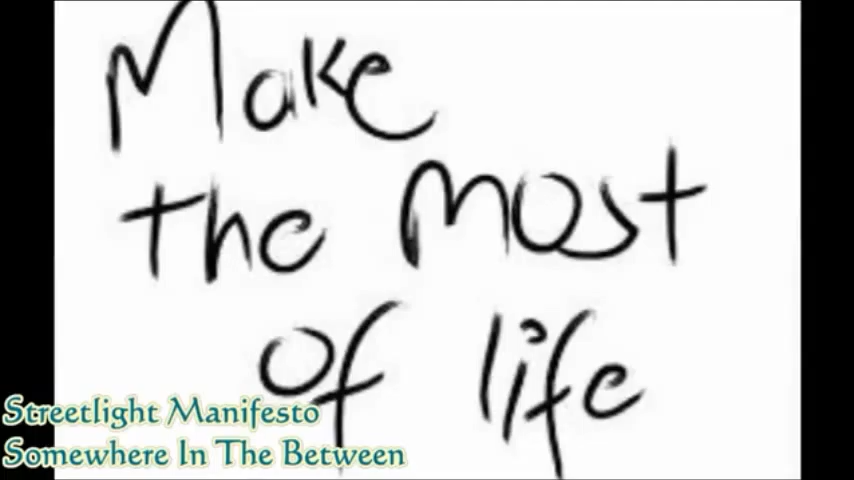 Make
the most
of life
Streetlight Manifesto
Somewhere In The Between